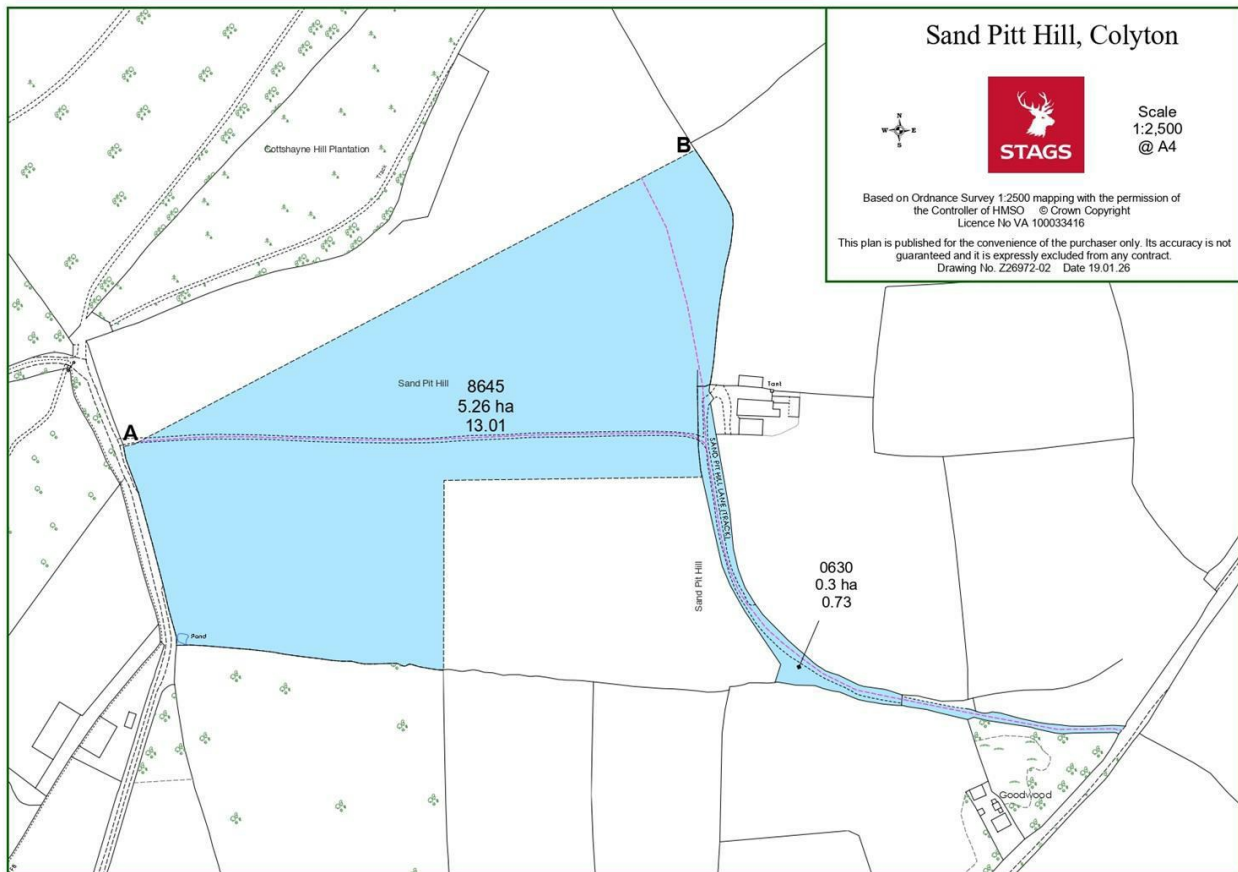 Sand Pitt Hill, Colyton
N
W E
S
STAGS
Scale
1:2,500
@ A4
Based on Ordnance Survey 1:2500 mapping with the permission of
the Controller of HMSO © Crown Copyright
Licence No VA 100033416
This plan is published for the convenience of the purchaser only. Its accuracy is not
guaranteed and it is expressly excluded from any contract.
Drawing No. Z26972-02 Date 19.01.26
Cottshayne Hill Plantation
Track
B
Sand Pit Hill
8645
5.26 ha
13.01
A
Tank
SAND PIT HILL LANE (TRACK)
Sand Pit Hill
0630
0.3 ha
0.73
Pond
Goodwood